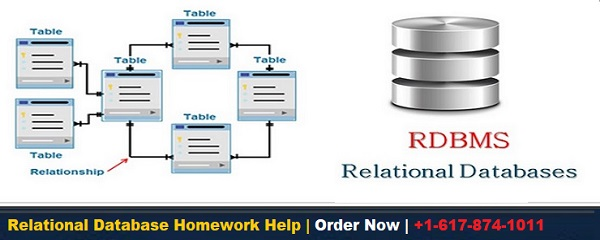 Table
Table
Table
Table
Table
Table
Relationship
RDBMS
Relational Databases
Relational Database Homework Help | Order Now | +1-617-874-1011